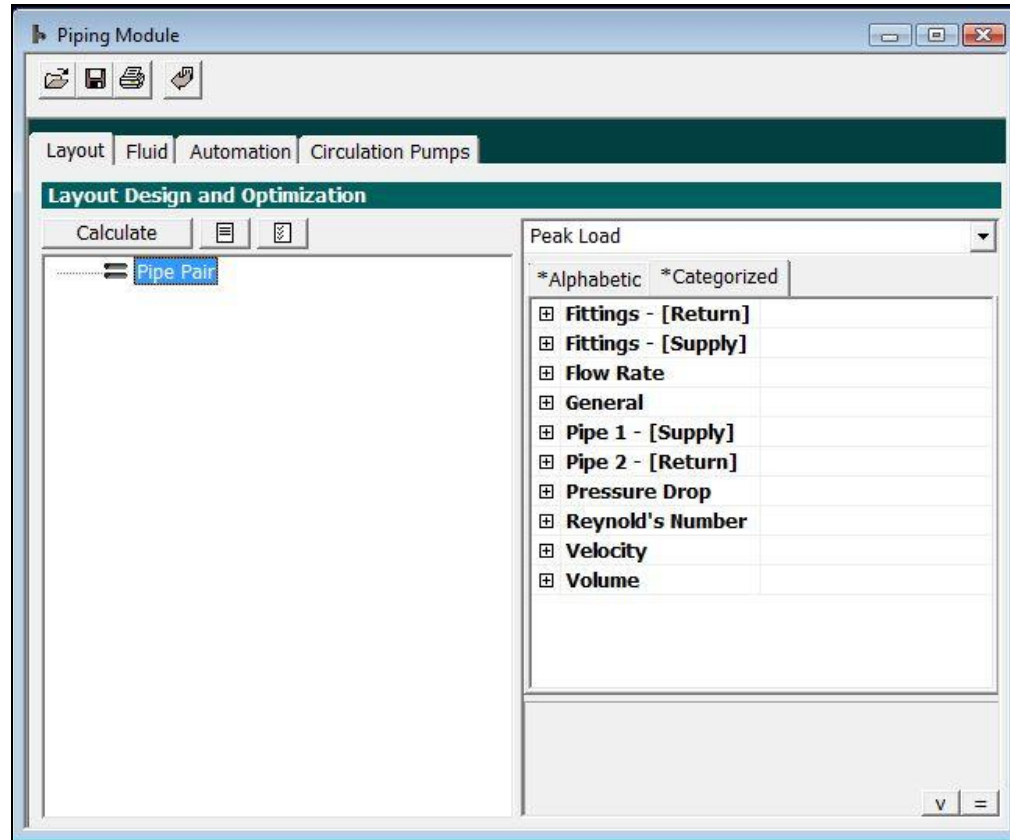 Piping Module
Layout Fluid Automation Circulation Pumps
Layout Design and Optimization
Calculate
Pipe Pair
Peak Load
*Alphabetic *Categorized
Fittings - [Return]
Fittings - [Supply]
Flow Rate
General
Pipe 1 - [Supply]
Pipe 2 - [Return]
Pressure Drop
Reynold's Number
Velocity
Volume
v =